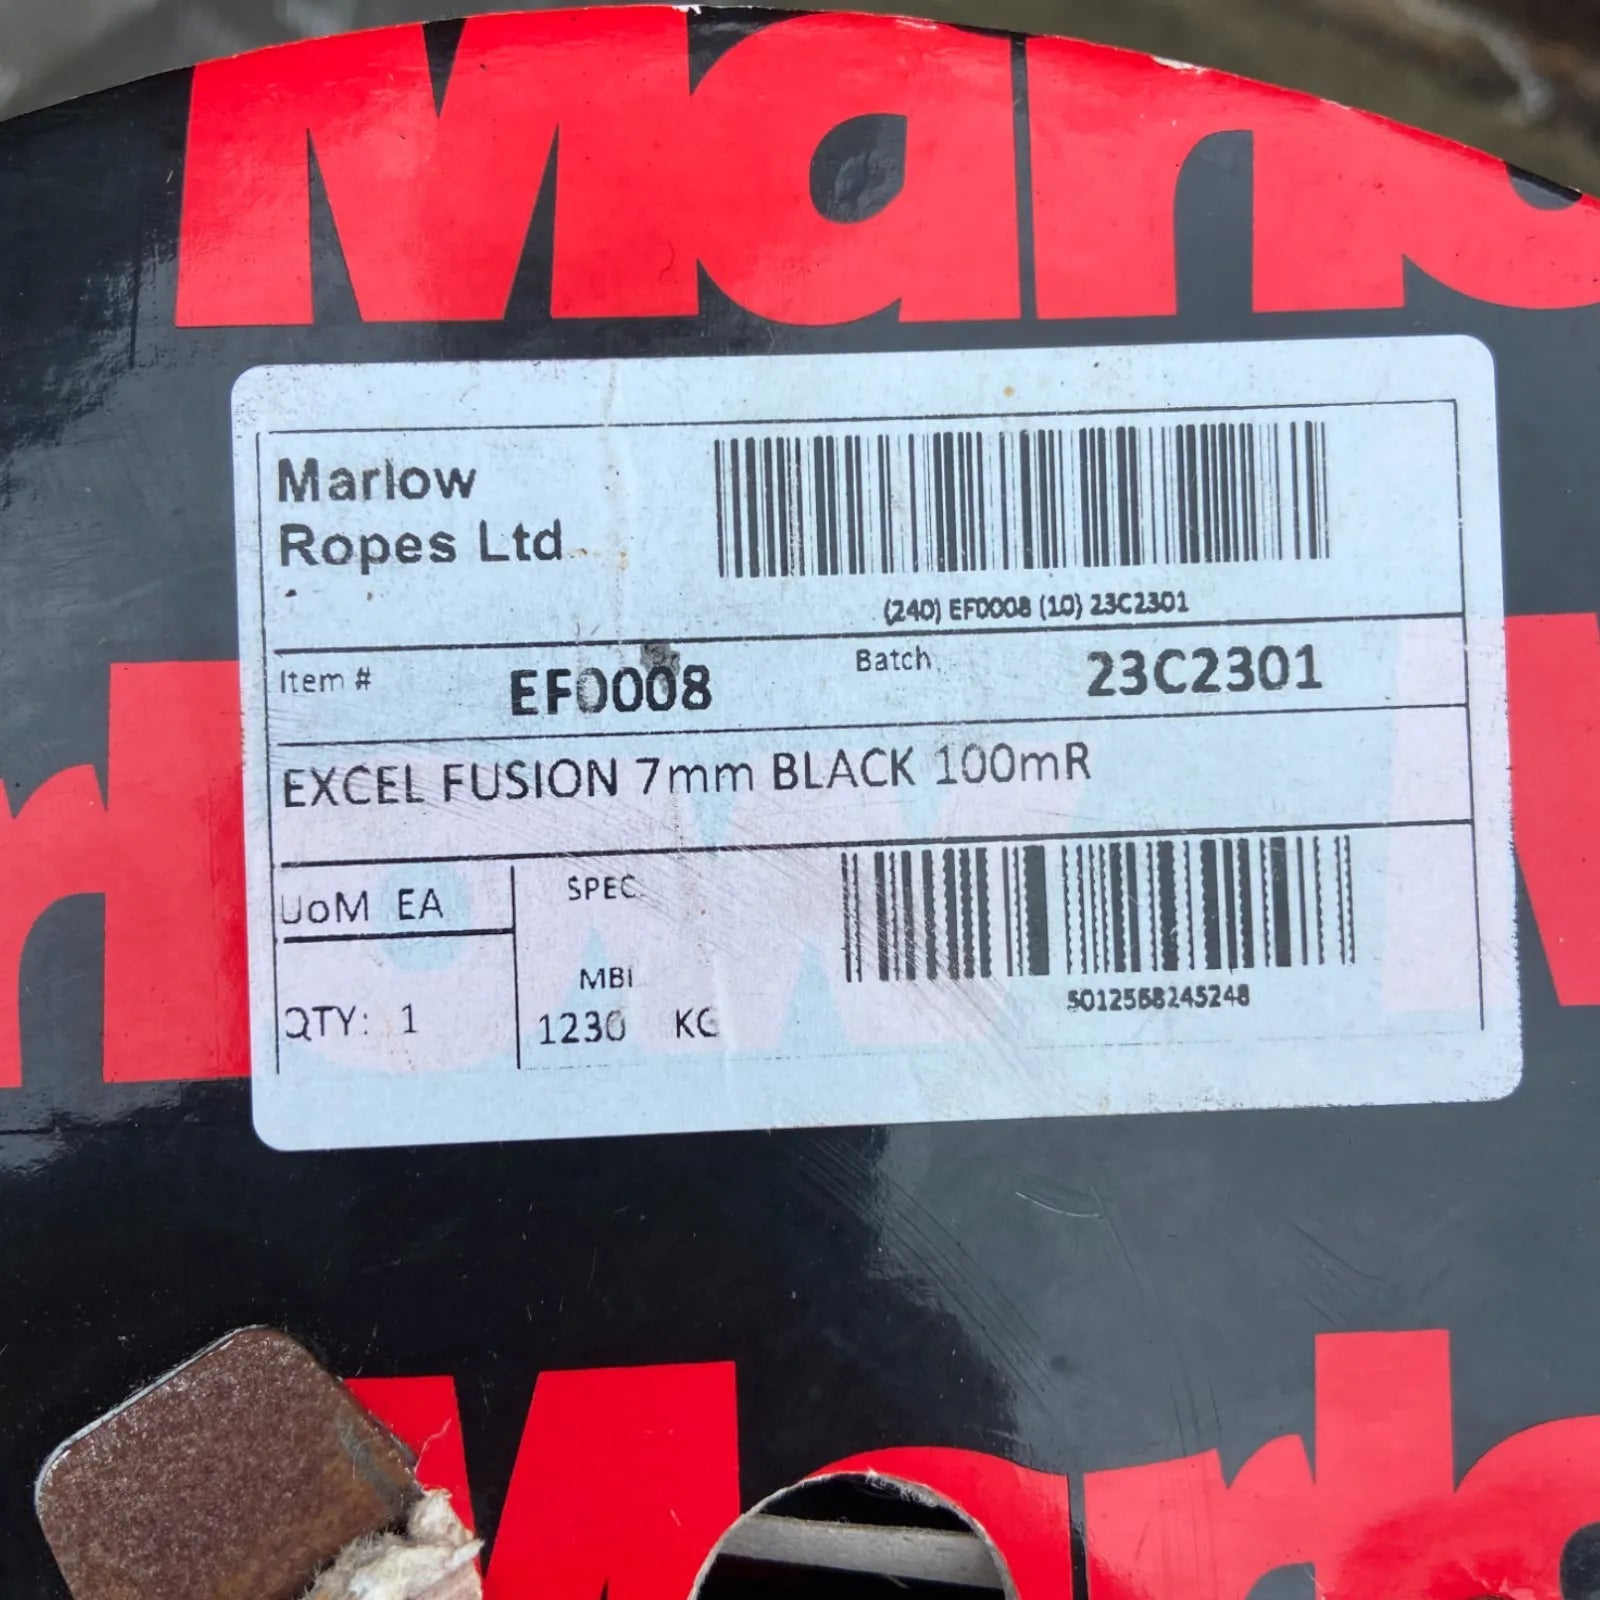 Marlow
Marlow
Ropes Ltd
(240) EF0008 (10) 23C2301
Item # EF0008 Batch 23C2301
EXCEL FUSION 7mm BLACK 100mR
UoM EA
SPEC
MBL
QTY: 1
1230 KG
5012568245248
Marlow